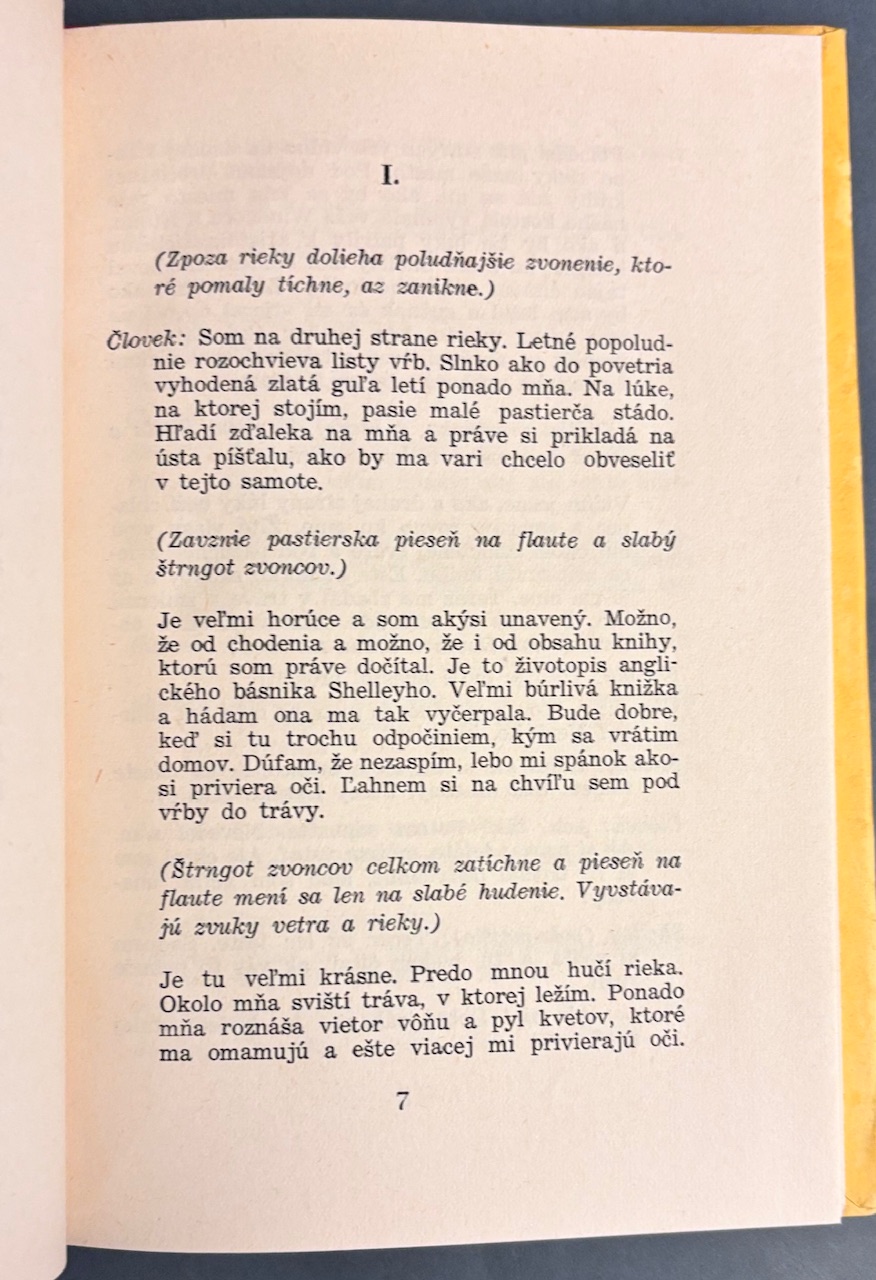 I.
(Zpoza rieky dolieha poludňajšie zvonenie, kto-
ré pomaly tíchne, az zanikne.)
Človek: Som na druhej strane rieky. Letné popolud-
nie rozochvieva listy vŕb. Slnko ako do povetria
vyhodená zlatá guľa letí ponado mňa. Na lúke,
na ktorej stojím, pasie malé pastierča stádo.
Hľadí zďaleka na mňa a práve si prikladá na
ústa píšťalu, ako by ma vari chcelo obveseliť
v tejto samote.
(Zavznie pastierska pieseň na flaute a slabý
štrngot zvoncov.)
Je veľmi horúce a som akýsi unavený. Možno,
že od chodenia a možno, že i od obsahu knihy,
ktorú som práve dočítal. Je to životopis angli-
ckého básnika Shelleyho. Veľmi búrlivá knižka
a hádam ona ma tak vyčerpala. Bude dobre,
keď si tu trochu odpočiniem, kým sa vrátim
domov. Dúfam, že nezaspím, lebo mi spánok ako-
si priviera oči. Ľahnem si na chvíľu sem pod
vŕby do trávy.
(Štrngot zvoncov celkom zatíchne a pieseň na
flaute mení sa len na slabé hudenie. Vyvstáva-
jú zvuky vetra a rieky.)
Je tu veľmi krásne. Predo mnou hučí rieka.
Okolo mňa sviští tráva, v ktorej ležím. Ponado
mňa roznáša vietor vôňu a pyl kvetov, ktoré
ma omamujú a ešte viacej mi privierajú oči.
7